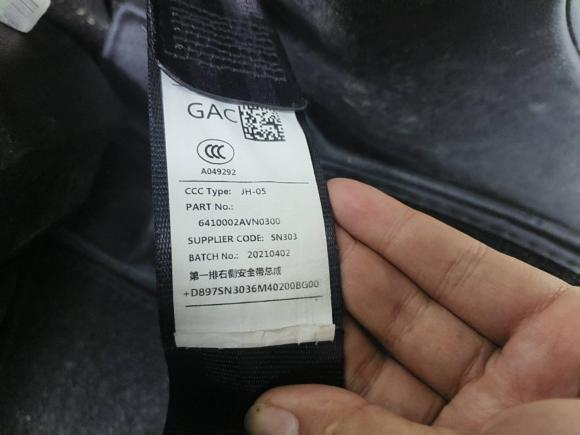 GAC
CCC
A049292
CCC Type: JH-05
PART No.:
6410002AVN0300
SUPPLIER CODE: SN303
BATCH No.: 20210402
第一排右侧安全带总成
+D897SN3036M40200BG00